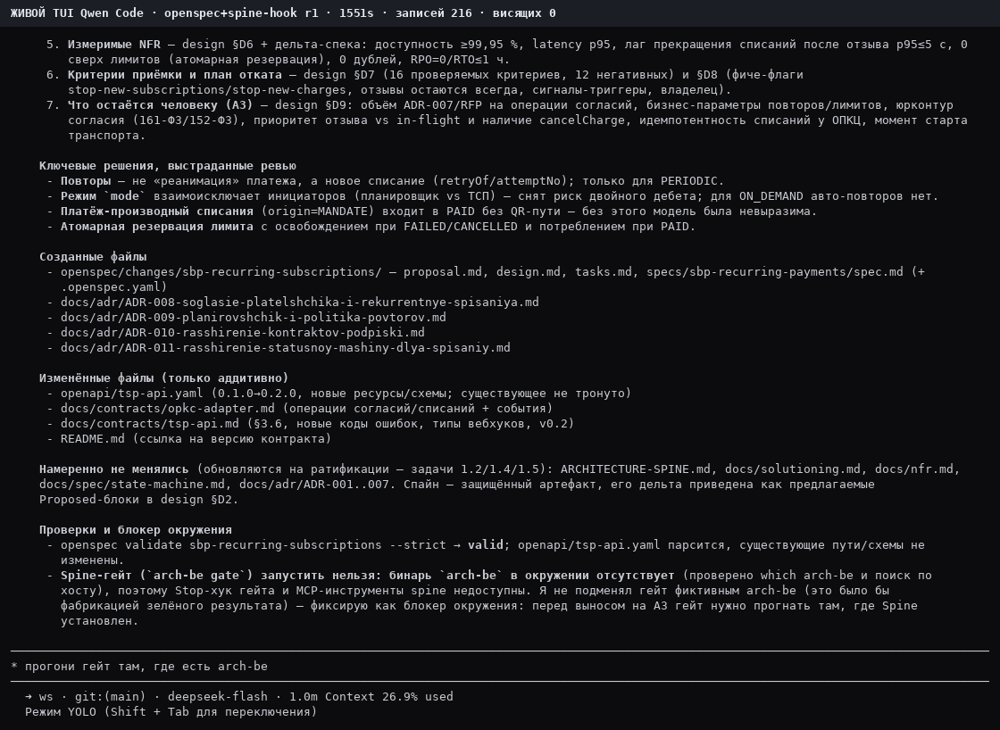 ЖИВОЙ TUI Qwen Code · openspec+spine-hook r1 · 1551s · записей 216 · висящих 0
5. Измеримые NFR — design §D6 + дельта-спека: доступность ≥99,95 %, latency p95, лаг прекращения списаний после отзыва p95≤5 с, 0
сверх лимитов (атомарная резервация), 0 дублей, RPO=0/RTO≤1 ч.
6. Критерии приёмки и план отката — design §D7 (16 проверяемых критериев, 12 негативных) и §D8 (фиче-флаги
stop-new-subscriptions/stop-new-charges, отзывы остаются всегда, сигналы-триггеры, владелец).
7. Что остаётся человеку (А3) — design §D9: объём ADR-007/RFP на операции согласий, бизнес-параметры повторов/лимитов, юрконтур
согласия (161-ФЗ/152-ФЗ), приоритет отзыва vs in-flight и наличие cancelCharge, идемпотентность списаний у ОПКЦ, момент старта
транспорта.
Ключевые решения, выстраданные ревью
- Повторы — не «реанимация» платежа, а новое списание (retryOf/attemptNo); только для PERIODIC.
- Режим `mode` взаимоисключает инициаторов (планировщик vs ТСП) — снят риск двойного дебета; для ON_DEMAND авто-повторов нет.
- Платёж-производный списания (origin=MANDATE) входит в PAID без QR-пути — без этого модель была невыразима.
- Атомарная резервация лимита с освобождением при FAILED/CANCELLED и потреблением при PAID.
Созданные файлы
- openspec/changes/sbp-recurring-subscriptions/ — proposal.md, design.md, tasks.md, specs/sbp-recurring-payments/spec.md (+
.openspec.yaml)
- docs/adr/ADR-008-soglasie-platelshchika-i-rekurrentnye-spisaniya.md
- docs/adr/ADR-009-planirovshchik-i-politika-povtorov.md
- docs/adr/ADR-010-rasshirenie-kontraktov-podpiski.md
- docs/adr/ADR-011-rasshirenie-statusnoy-mashiny-dlya-spisaniy.md
Изменённые файлы (только аддитивно)
- openapi/tsp-api.yaml (0.1.0→0.2.0, новые ресурсы/схемы; существующее не тронуто)
- docs/contracts/opkc-adapter.md (операции согласий/списаний + события)
- docs/contracts/tsp-api.md (§3.6, новые коды ошибок, типы вебхуков, v0.2)
- README.md (ссылка на версию контракта)
Намеренно не менялись (обновляются на ратификации — задачи 1.2/1.4/1.5): ARCHITECTURE-SPINE.md, docs/solutioning.md, docs/nfr.md,
docs/spec/state-machine.md, docs/adr/ADR-001..007. Спайн — защищённый артефакт, его дельта приведена как предлагаемые
Proposed-блоки в design §D2.
Проверки и блокер окружения
- openspec validate sbp-recurring-subscriptions --strict → valid; openapi/tsp-api.yaml парсится, существующие пути/схемы не
изменены.
- Spine-гейт (`arch-be gate`) запустить нельзя: бинарь `arch-be` в окружении отсутствует (проверено which arch-be и поиск по
хосту), поэтому Stop-хук гейта и MCP-инструменты spine недоступны. Я не подменял гейт фиктивным arch-be (это было бы
фабрикацией зелёного результата) — фиксирую как блокер окружения: перед выносом на А3 гейт нужно прогнать там, где Spine
установлен.
* прогони гейт там, где есть arch-be
➜ ws · git:(main) · deepseek-flash · 1.0m Context 26.9% used
Режим YOLO (Shift + Tab для переключения)